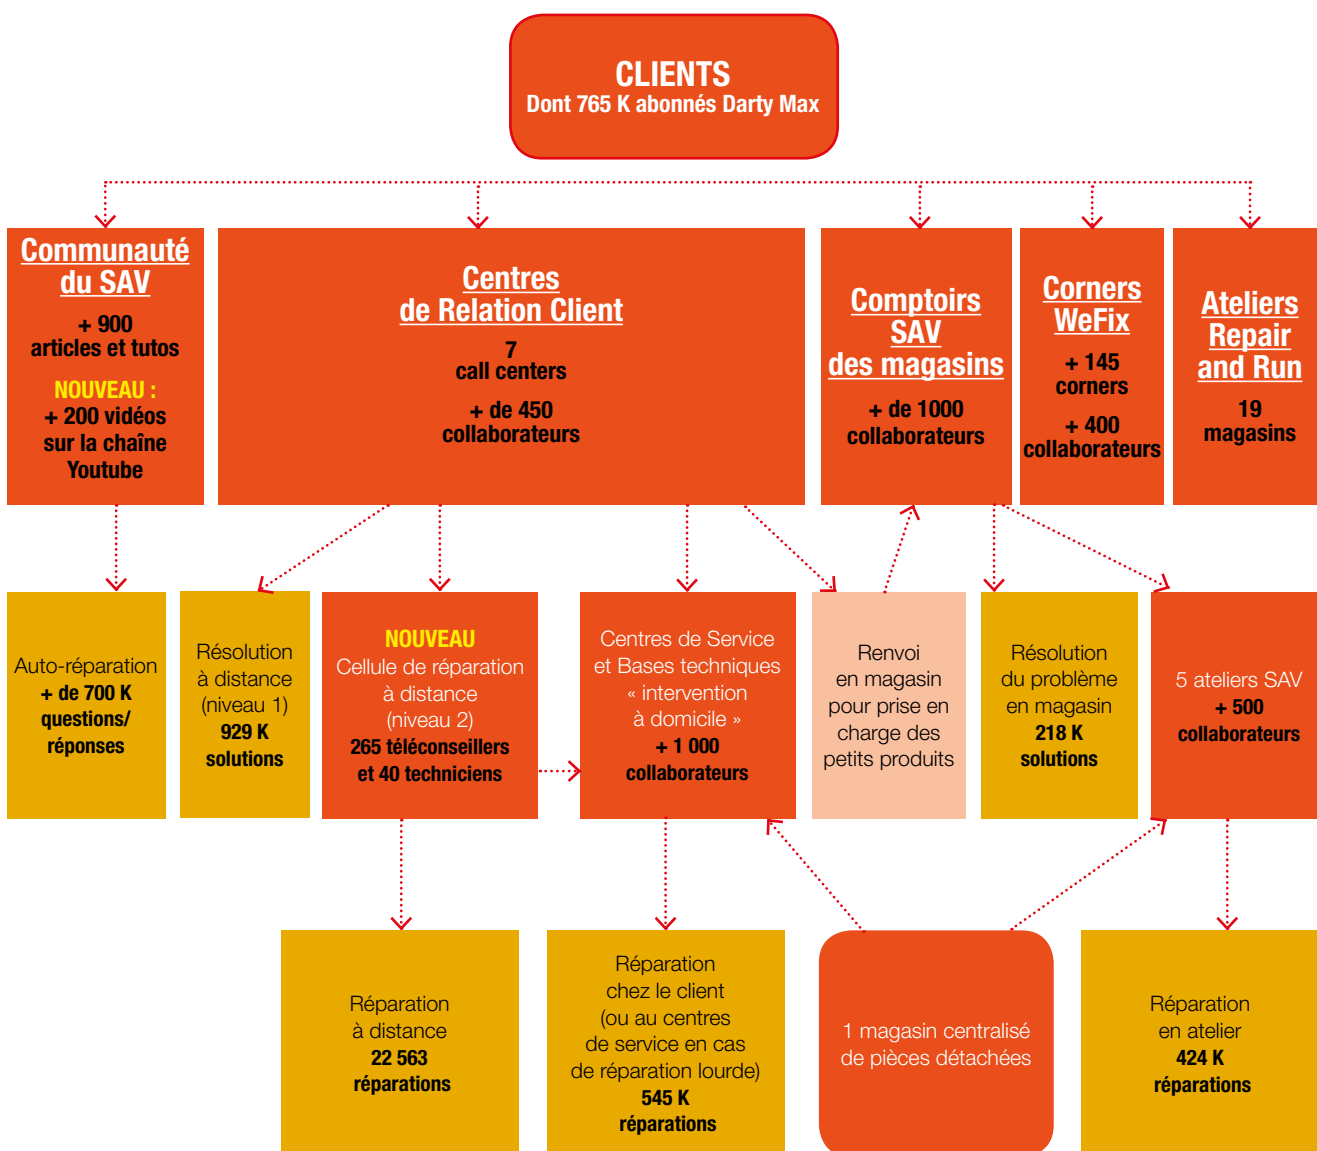 CLIENTS
Dont 765 K abonnés Darty Max
Communauté
du SAV
+ 900
articles et tutos
NOUVEAU :
+ 200 vidéos
sur la chaîne
Youtube
Centres
de Relation Client
7
call centers
+ de 450
collaborateurs
Comptoirs
SAV
des magasins
+ de 1000
collaborateurs
Corners
WeFix
+ 145
corners
+ 400
collaborateurs
Ateliers
Repair
and Run
19
magasins
Auto-réparation
+ de 700 K
questions/
réponses
Résolution
à distance
(niveau 1)
929 K
solutions
NOUVEAU
Cellule de réparation
à distance
(niveau 2)
265 téléconseillers
et 40 techniciens
Centres de Service
et Bases techniques
« intervention
à domicile »
+ 1 000
collaborateurs
Renvoi
en magasin
pour prise en
charge des
petits produits
Résolution
du problème
en magasin
218 K
solutions
5 ateliers SAV
+ 500
collaborateurs
Réparation
à distance
22 563
réparations
Réparation
chez le client
(ou au centres
de service en cas
de réparation lourde)
545 K
réparations
1 magasin centralisé
de pièces détachées
Réparation
en atelier
424 K
réparations